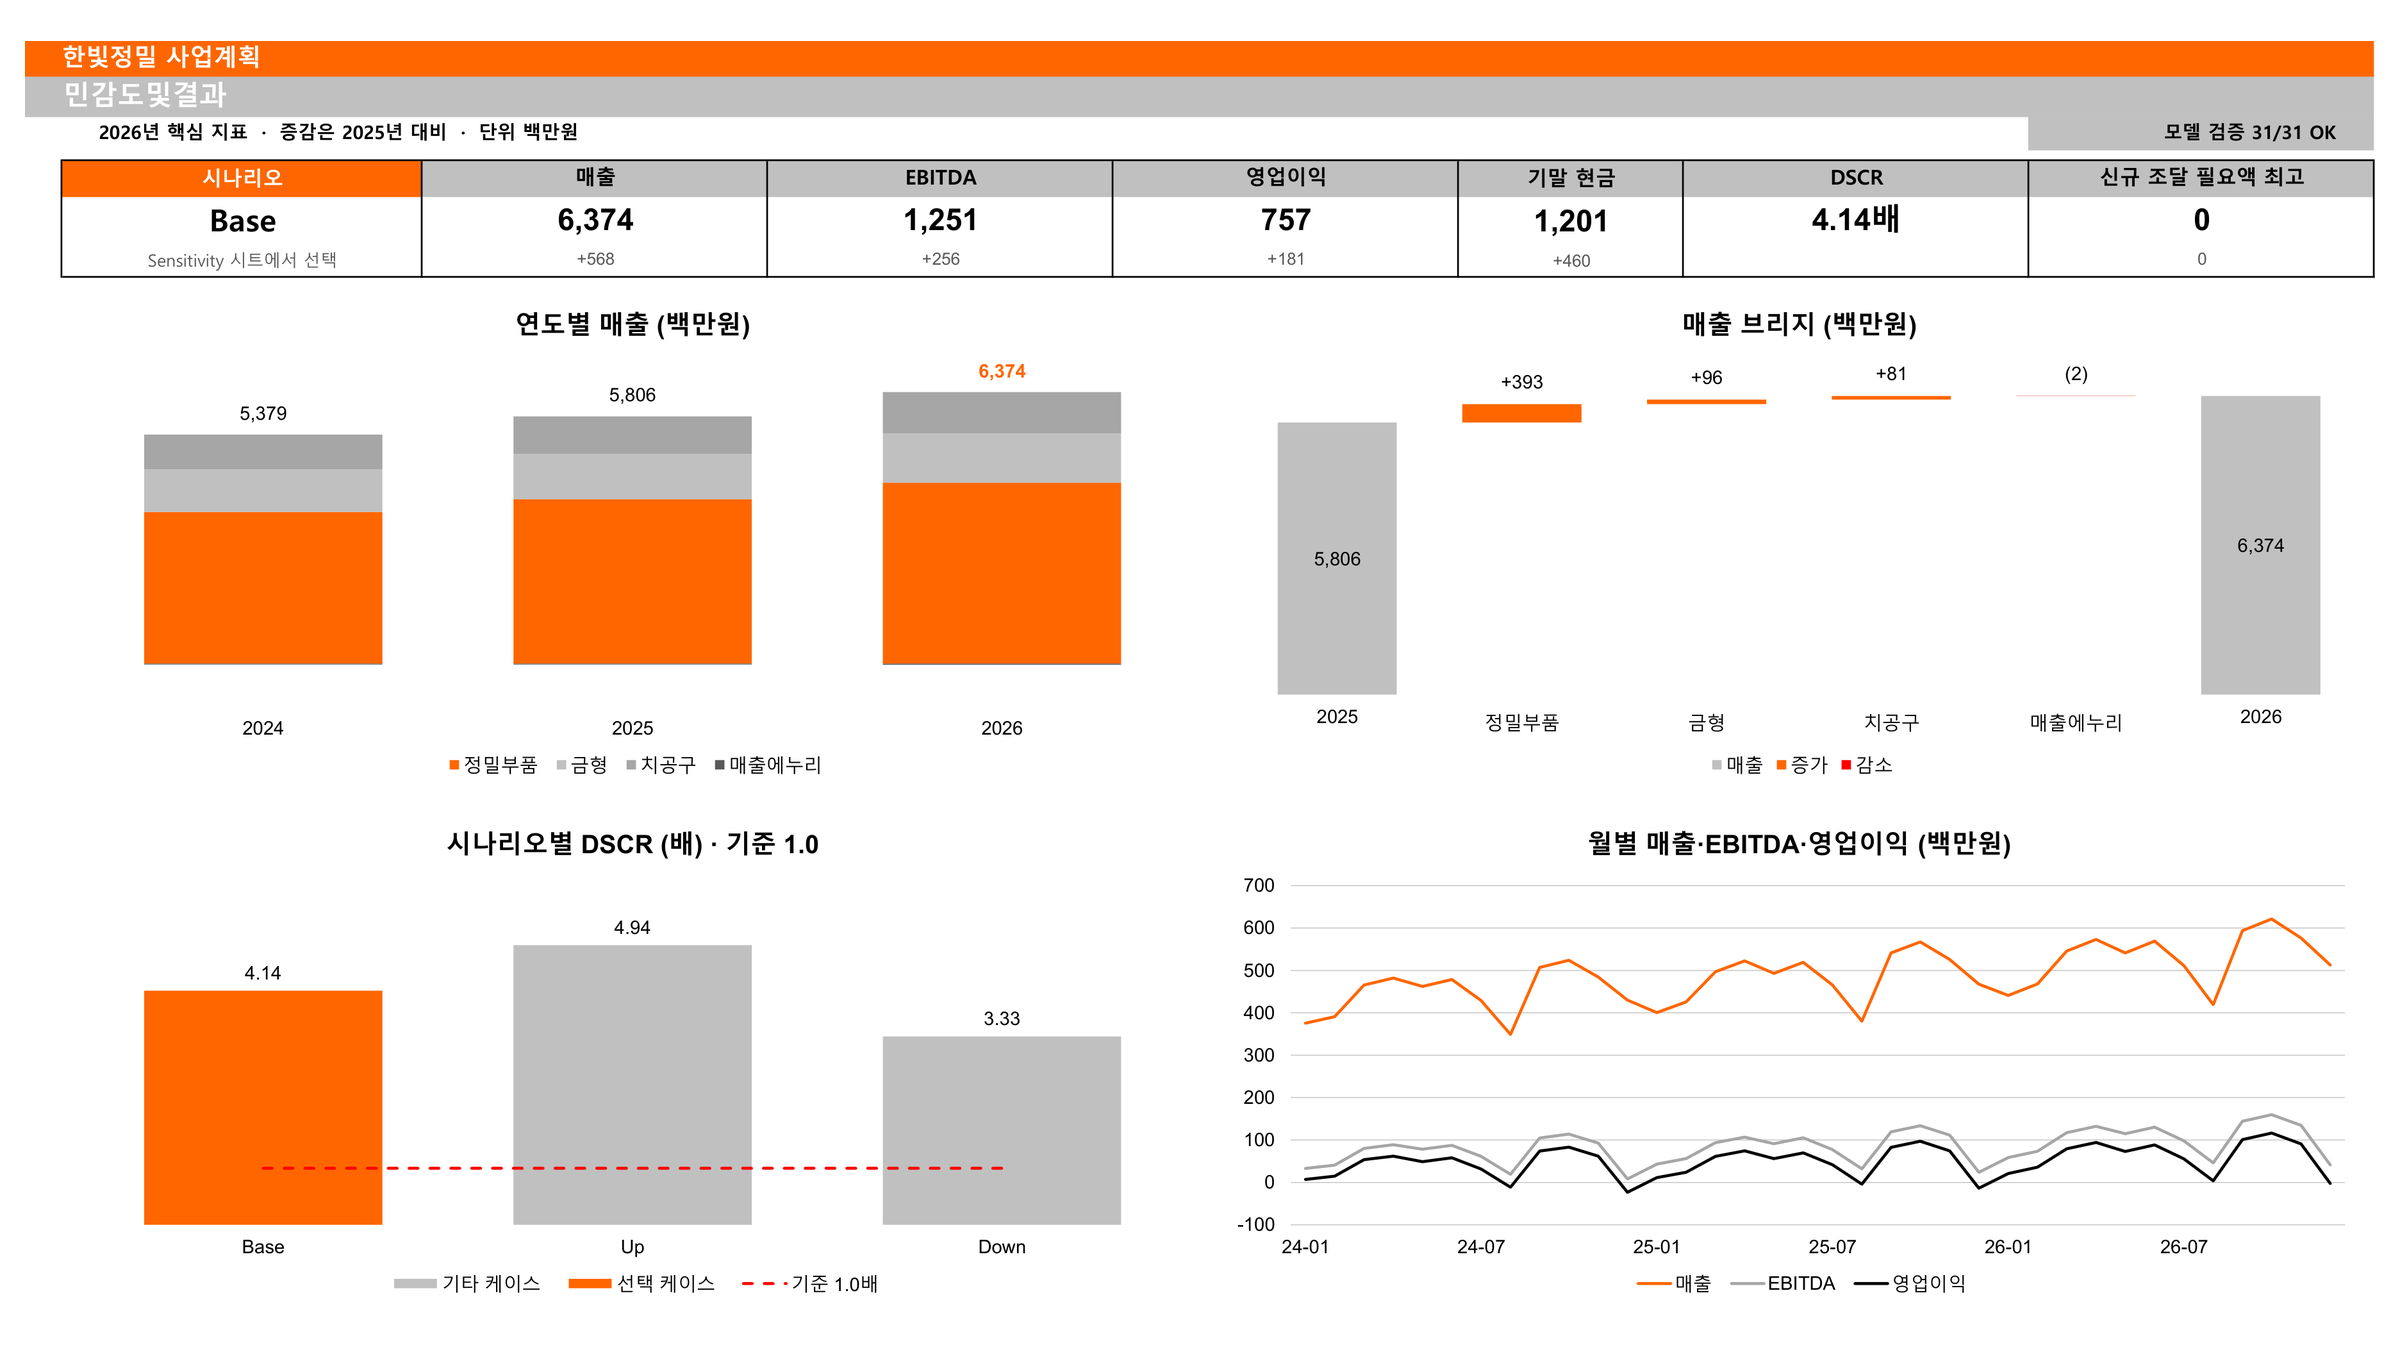 한빛정밀 사업계획
민감도및결과
2026년 핵심 지표 · 증감은 2025년 대비 · 단위 백만원
모델 검증 31/31 OK
시나리오 매출 EBITDA 영업이익 기말 현금 DSCR 신규 조달 필요액 최고
Base 6,374 1,251 757 1,201 4.14배 0
Sensitivity 시트에서 선택 +568 +256 +181 +460 0
연도별 매출 (백만원)
6,374
5,806
5,379
2024 2025 2026
정밀부품 금형 치공구 매출에누리
매출 브리지 (백만원)
+393 +96 +81 (2)
5,806 6,374
2025 정밀부품 금형 치공구 매출에누리 2026
매출 증가 감소
시나리오별 DSCR (배) · 기준 1.0
4.94
4.14
3.33
Base Up Down
기타 케이스 선택 케이스 기준 1.0배
월별 매출·EBITDA·영업이익 (백만원)
700
600
500
400
300
200
100
0
-100
24-01 24-07 25-01 25-07 26-01 26-07
매출 EBITDA 영업이익